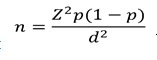 n = Z²p(1 − p) / d²